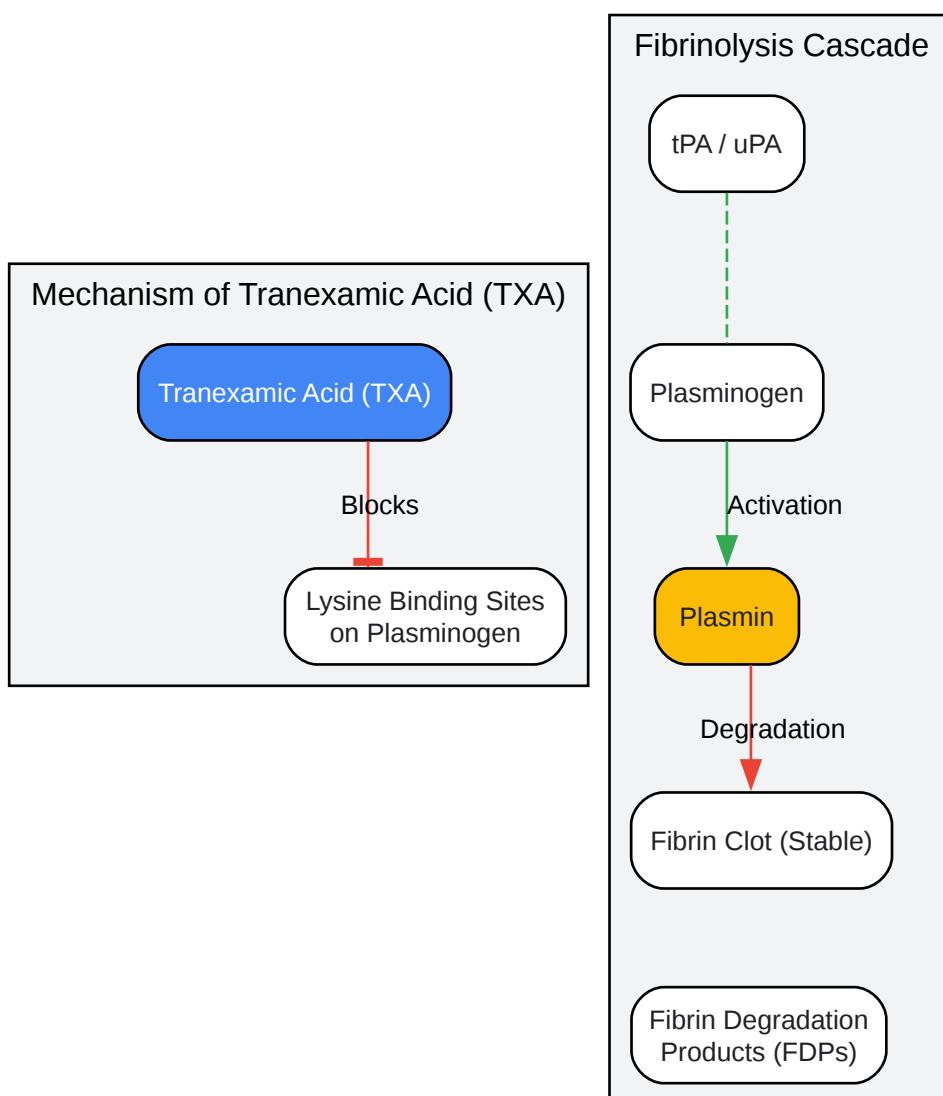 Mechanism of Tranexamic Acid (TXA)
Tranexamic Acid (TXA)
Blocks
Lysine Binding Sites
on Plasminogen
Fibrinolysis Cascade
tPA / uPA
Plasminogen
Activation
Plasmin
Degradation
Fibrin Clot (Stable)
Fibrin Degradation
Products (FDPs)